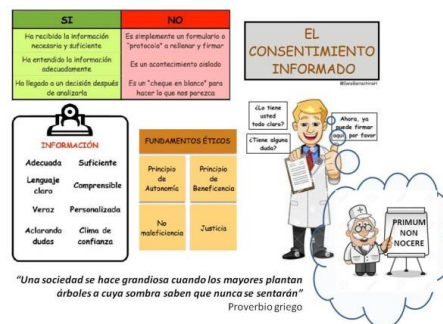 SI
NO
Ha recibido la información
necesaria y suficiente
Es simplemente un formulario o
"protocolo" a rellenar y firmar
Ha entendido la información
adecuadamente
Es un acontecimiento aislado
Ha llegado a un decisión después
de analizarla
Es un "cheque en blanco" para
hacer lo que nos parezca
EL
CONSENTIMIENTO
INFORMADO
INFORMACIÓN
Adecuada
Suficiente
Lenguaje
claro
Comprensible
Veraz
Personalizada
Aclarando
dudas
Clima de
confianza
FUNDAMENTOS ÉTICOS
Principio
de
Autonomía
Principio
de
Beneficencia
No
maleficioncia
Justicia
¿Lo tiene
usted
todo claro?
¿Tiene alguna
duda?
Ahora, ya
puede firmar
aquí por favor
PRIMUM
NON
NOCERE
"Una sociedad se hace grandiosa cuando los mayores plantan
árboles a cuya sombra saben que nunca se sentarán"
Proverbio griego